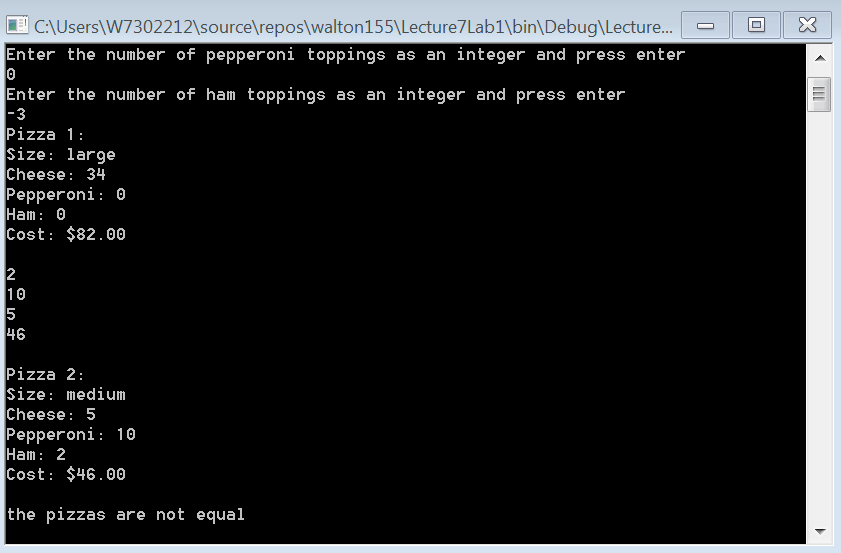 C:\Users\W7302212\source\repos\walton155\Lecture7Lab1\bin\Debug\Lecture...
Enter the number of pepperoni toppings as an integer and press enter
0
Enter the number of ham toppings as an integer and press enter
-3
Pizza 1:
Size: large
Cheese: 34
Pepperoni: 0
Ham: 0
Cost: $82.00
2
10
5
46
Pizza 2:
Size: medium
Cheese: 5
Pepperoni: 10
Ham: 2
Cost: $46.00
the pizzas are not equal